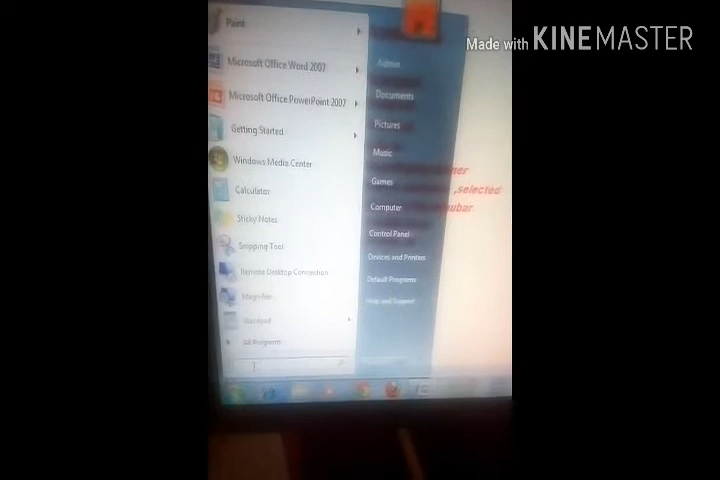 Paint
Microsoft Office Word 2007
Microsoft Office PowerPoint 2007
Getting Started
Windows Media Center
Calculator
Sticky Notes
Snipping Tool
Remote Desktop Connection
Magnifier
All Programs
Admin
Documents
Pictures
Music
Games
Computer
Control Panel
Devices and Printers
Default Programs
Help and Support
,selected
Made with KINEMASTER